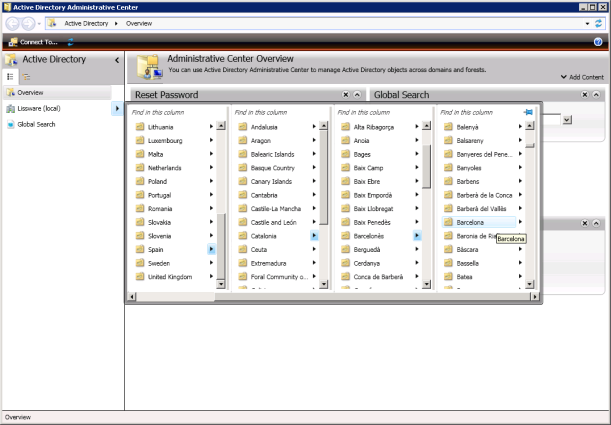 Active Directory Administrative Center
Active Directory
Overview
Connect To...
Active Directory
Overview
Lissware (local)
Global Search
Administrative Center Overview
You can use Active Directory Administrative Center to manage Active Directory objects across domains and forests.
Add Content
Reset Password
Global Search
Find in this column
Lithuania
Luxembourg
Malta
Netherlands
Poland
Portugal
Romania
Slovakia
Slovenia
Spain
Sweden
United Kingdom
Find in this column
Andalusia
Aragon
Balearic Islands
Basque Country
Canary Islands
Cantabria
Castile-La Mancha
Castile and León
Catalonia
Ceuta
Extremadura
Foral Community o...
Find in this column
Alta Ribagorça
Anoia
Bages
Baix Camp
Baix Ebre
Baix Empordà
Baix Llobregat
Baix Penedès
Barcelonès
Berguedà
Cerdanya
Conca de Barberà
Find in this column
Balenyà
Balsareny
Banyeres del Pene...
Banyoles
Barbens
Barberà de la Conca
Barberà del Vallès
Barcelona
Baronia de Ria
Barcelona
Bàscara
Bassella
Batea
Overview